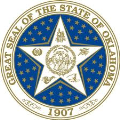 GREAT SEAL OF THE STATE OF OKLAHOMA
1907